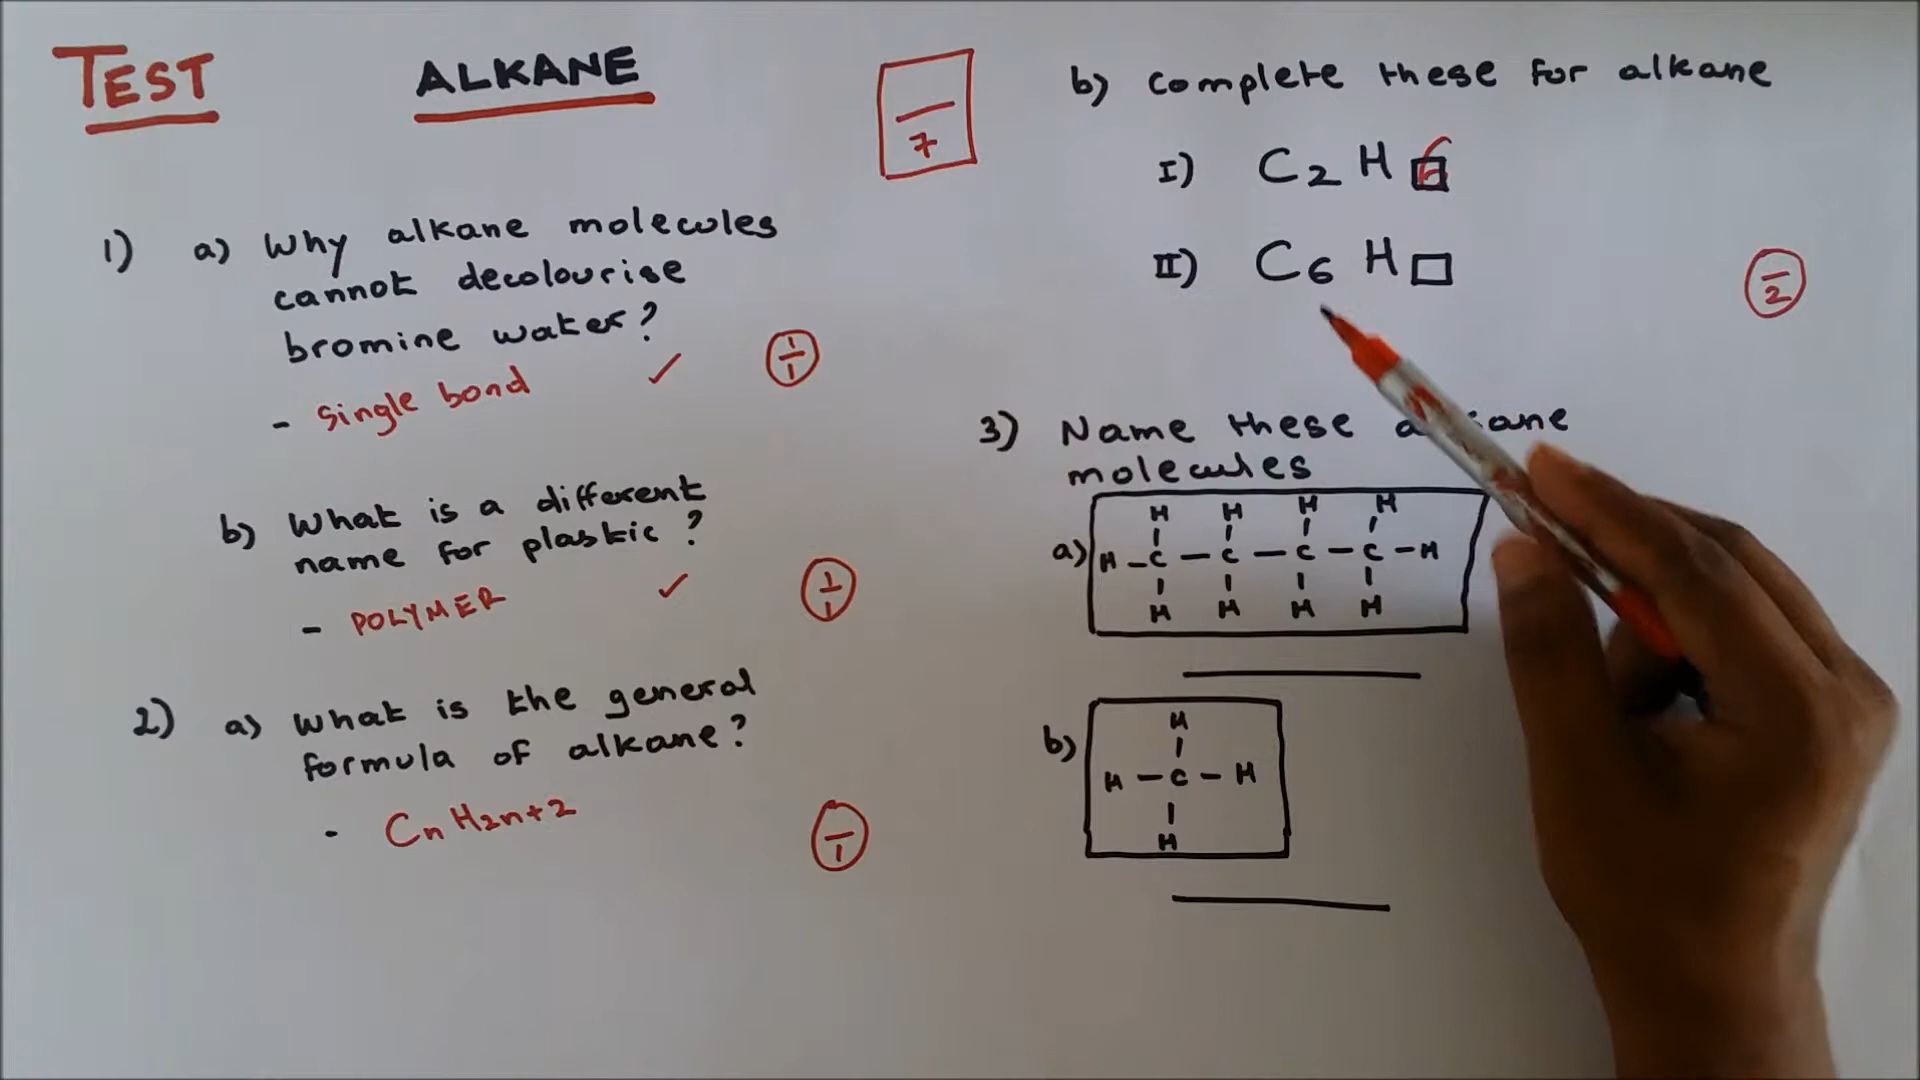 TEST ALKANE
7
1) a) Why alkane molecules
cannot decolourise
bromine water?
- Single bond ✓ 1/1
b) What is a different
name for plastic?
- POLYMER ✓ 1/1
2) a) What is the general
formula of alkane?
- CnH2n+2
1
b) Complete these for alkane
I) C2H6
II) C6H□
2
3) Name these alkane
molecules
H H H H
a) H-C-C-C-C-H
H H H H
H
b) H-C-H
H